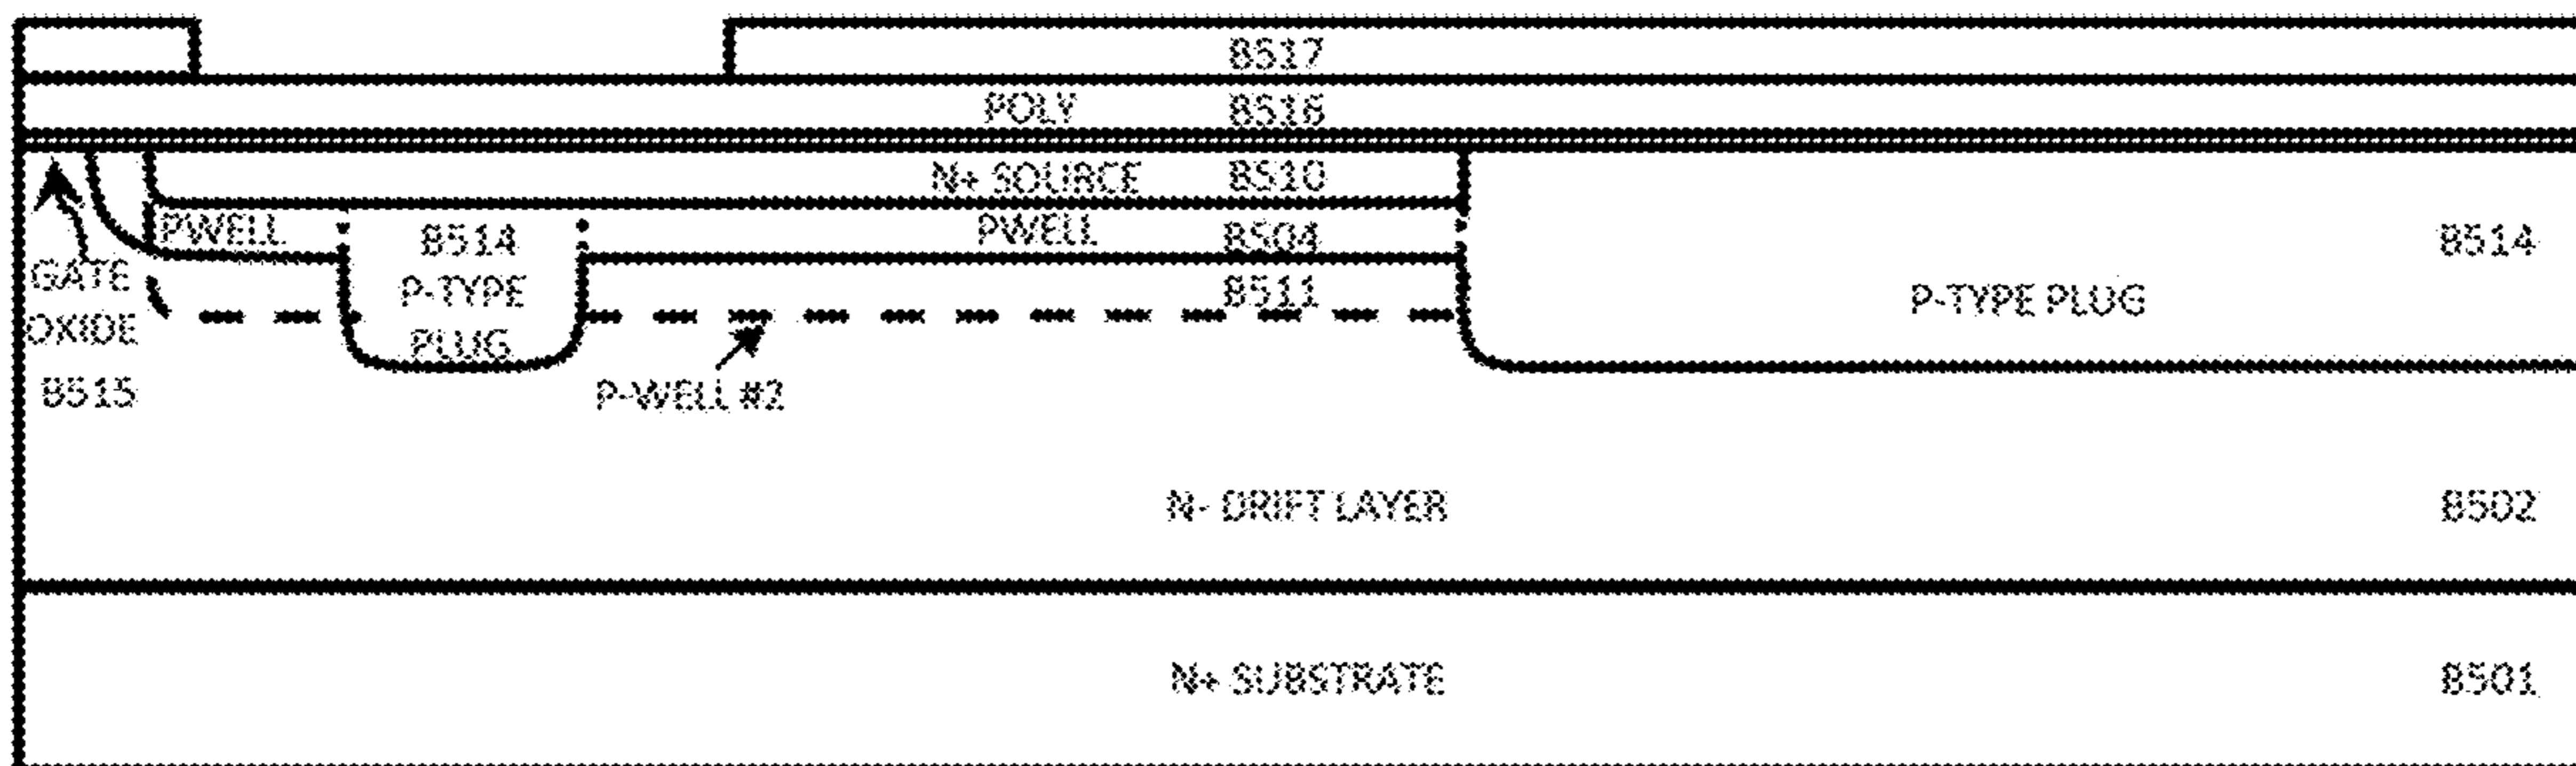 8517
POLY 8516
N+ SOURCE 8510
PWELL
8514
P-TYPE
PLUG
PWELL 8504
8511
GATE
OXIDE
8515
P-WELL #2
8514
P-TYPE PLUG
N- DRIFT LAYER 8502
N+ SUBSTRATE 8501